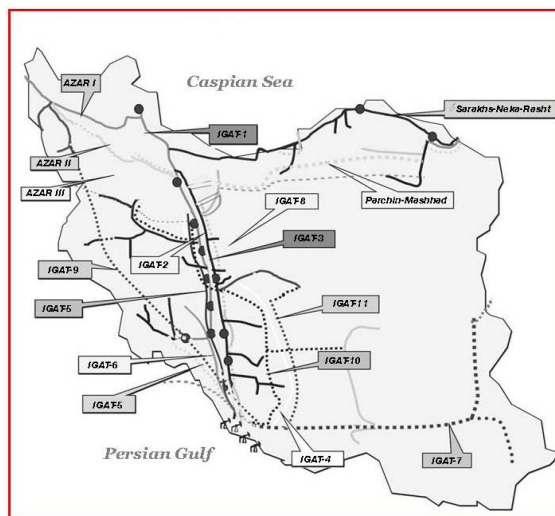 AZAR I
Caspian Sea
Sarakhs-Neka-Rasht
IGAT-1
AZAR II
AZAR III
Parchin-Mashhad
IGAT-8
IGAT-3
IGAT-2
IGAT-9
IGAT-11
IGAT-5
IGAT-6
IGAT-10
IGAT-5
Persian Gulf
IGAT-4
IGAT-7